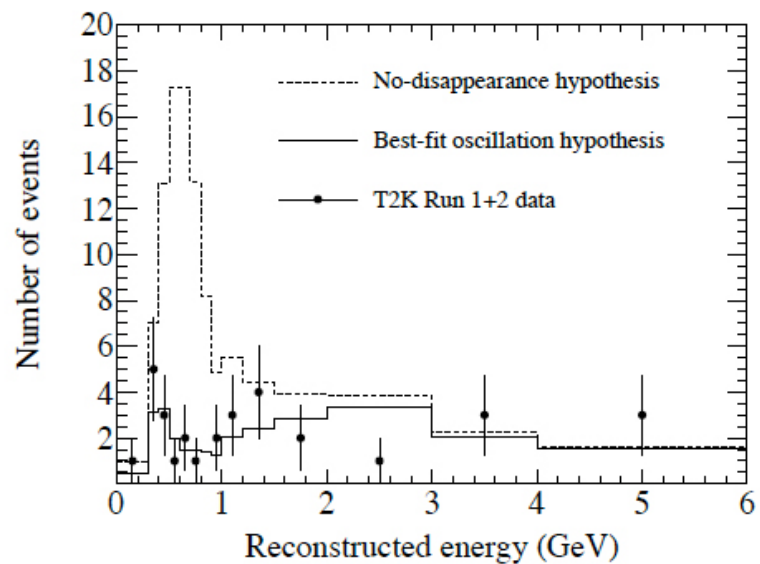 20
18
16
14
12
10
8
6
4
2
Number of events
No-disappearance hypothesis
Best-fit oscillation hypothesis
T2K Run 1+2 data
0 1 2 3 4 5 6
Reconstructed energy (GeV)